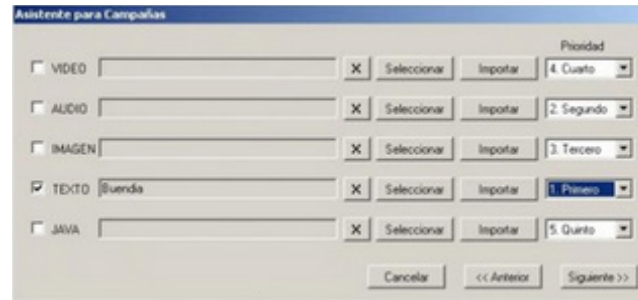 Asistente para Campañas
Prioridad
VIDEO X Seleccionar Importar 4. Cuarto
AUDIO X Seleccionar Importar 2. Segundo
IMAGEN X Seleccionar Importar 3. Tercero
TEXTO Buendia X Seleccionar Importar 1. Primero
JAVA X Seleccionar Importar 5. Quinto
Cancelar << Anterior Siguiente >>